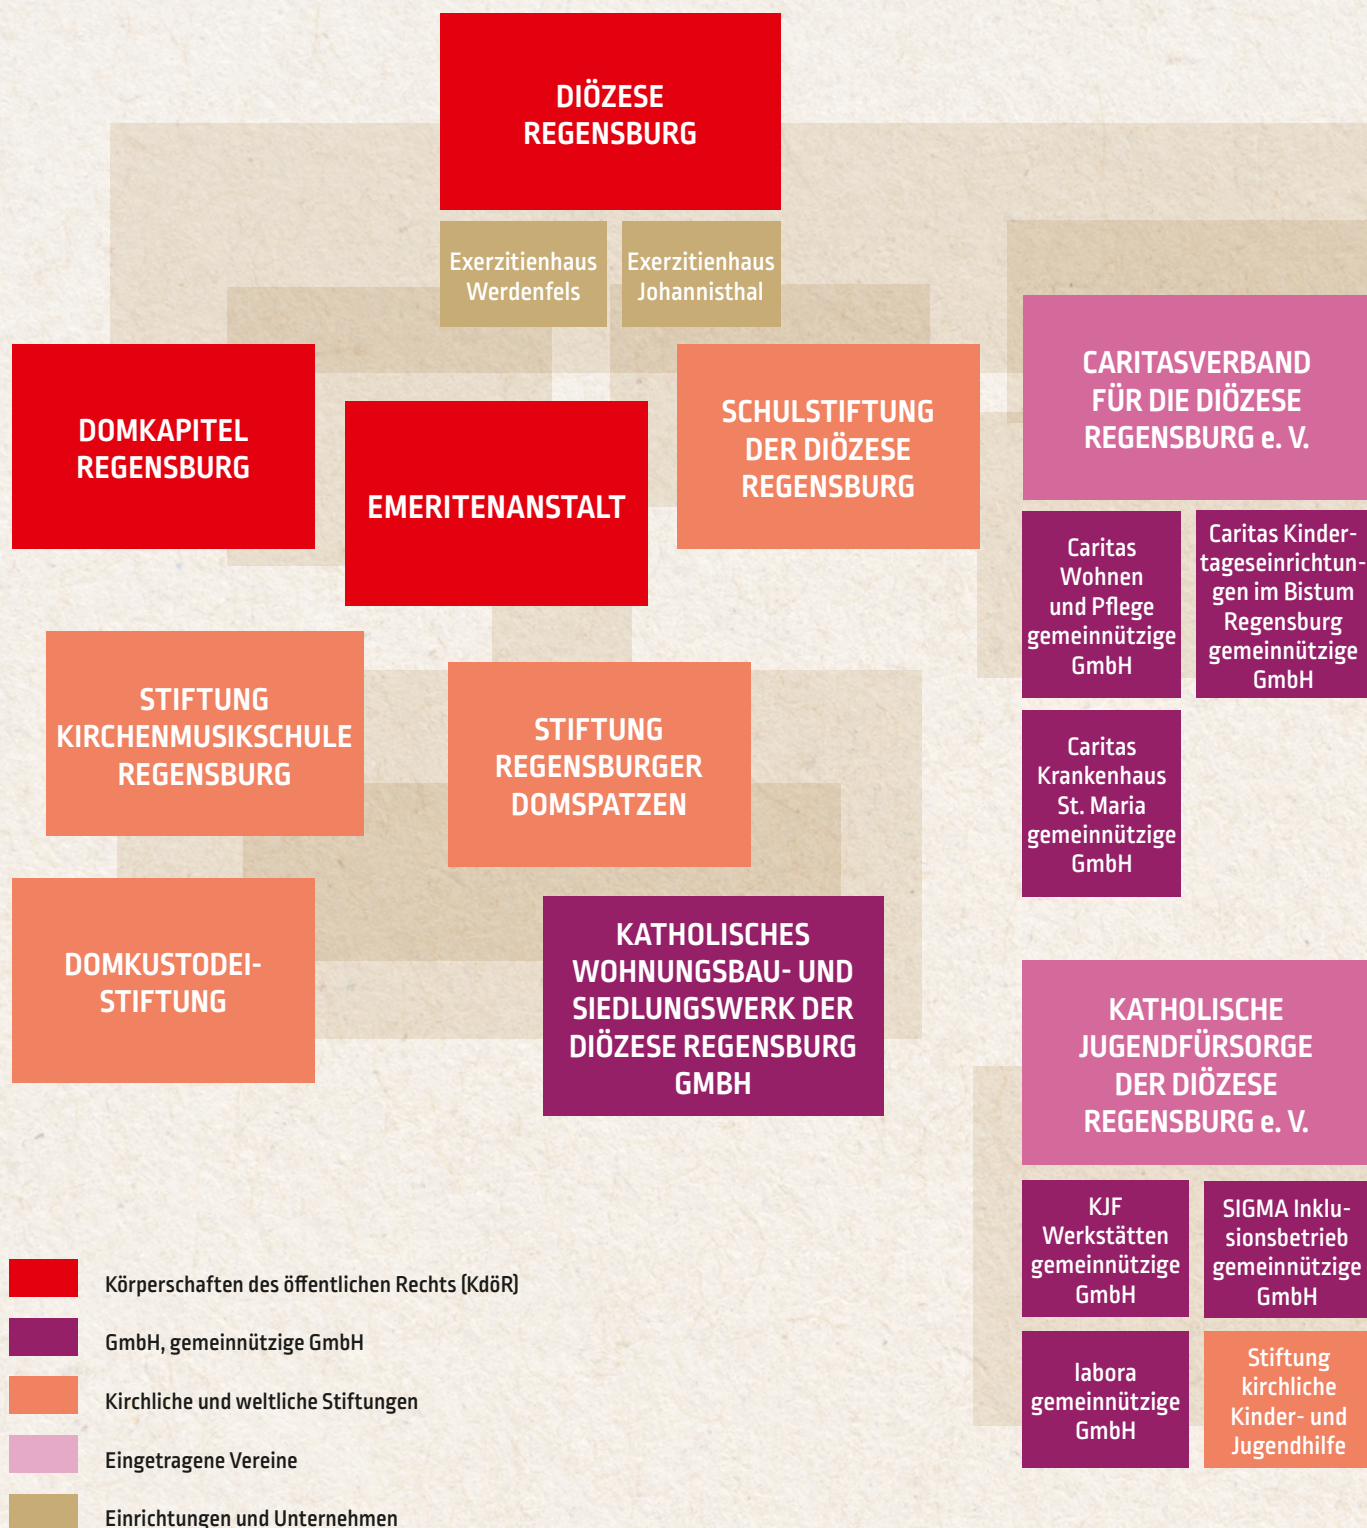 DIÖZESE
REGENSBURG
Exerzitienhaus
Werdenfels
Exerzitienhaus
Johannisthal
DOMKAPITEL
REGENSBURG
EMERITENANSTALT
SCHULSTIFTUNG
DER DIÖZESE
REGENSBURG
CARITASVERBAND
FÜR DIE DIÖZESE
REGENSBURG e. V.
Caritas
Wohnen
und Pflege
gemeinnützige
GmbH
Caritas Kinder-
tageseinrichtun-
gen im Bistum
Regensburg
gemeinnützige
GmbH
Caritas
Krankenhaus
St. Maria
gemeinnützige
GmbH
STIFTUNG
KIRCHENMUSIKSCHULE
REGENSBURG
STIFTUNG
REGENSBURGER
DOMSPATZEN
DOMKUSTODEI-
STIFTUNG
KATHOLISCHES
WOHNUNGSBAU- UND
SIEDLUNGSWERK DER
DIÖZESE REGENSBURG
GMBH
KATHOLISCHE
JUGENDFÜRSORGE
DER DIÖZESE
REGENSBURG e. V.
KJF
Werkstätten
gemeinnützige
GmbH
SIGMA Inklu-
sionsbetrieb
gemeinnützige
GmbH
labora
gemeinnützige
GmbH
Stiftung
kirchliche
Kinder- und
Jugendhilfe
Körperschaften des öffentlichen Rechts (KdöR)
GmbH, gemeinnützige GmbH
Kirchliche und weltliche Stiftungen
Eingetragene Vereine
Einrichtungen und Unternehmen